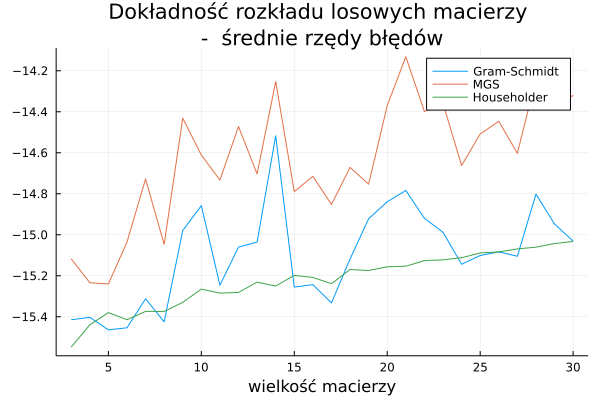 Dokładność rozkładu losowych macierzy
- średnie rzędy błędów
Gram-Schmidt
MGS
Householder
−14.2
−14.4
−14.6
−14.8
−15.0
−15.2
−15.4
5
10
15
20
25
30
wielkość macierzy